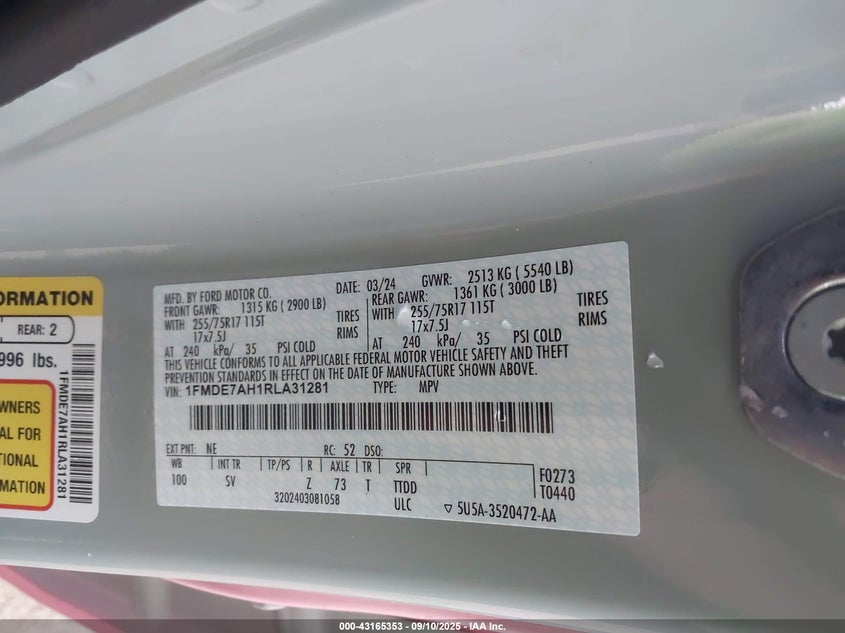 ORMATION
REAR: 2
996 lbs.
WNERS
AL FOR
TIONAL
MATION
1FMDE7AH1RLA31281
MFD. BY FORD MOTOR CO. DATE: 03/24 GVWR: 2513 KG ( 5540 LB)
FRONT GAWR: 1315 KG ( 2900 LB) REAR GAWR: 1361 KG ( 3000 LB)
WITH 255/75R17 115T TIRES WITH 255/75R17 115T TIRES
17x7.5J RIMS 17x7.5J RIMS
AT 240 kPa/ 35 PSI COLD AT 240 kPa/ 35 PSI COLD
THIS VEHICLE CONFORMS TO ALL APPLICABLE FEDERAL MOTOR VEHICLE SAFETY AND THEFT
PREVENTION STANDARDS IN EFFECT ON THE DATE OF MANUFACTURE SHOWN ABOVE.
VIN: 1FMDE7AH1RLA31281 TYPE: MPV
EXT PNT: NE RC: 52 DSO:
WB INT TR TP/PS R AXLE TR SPR F0273
100 SV Z 73 T TTDD T0440
320240308105B ULC 5U5A-3520472-AA
000-43165353 - 09/10/2025 - IAA Inc.